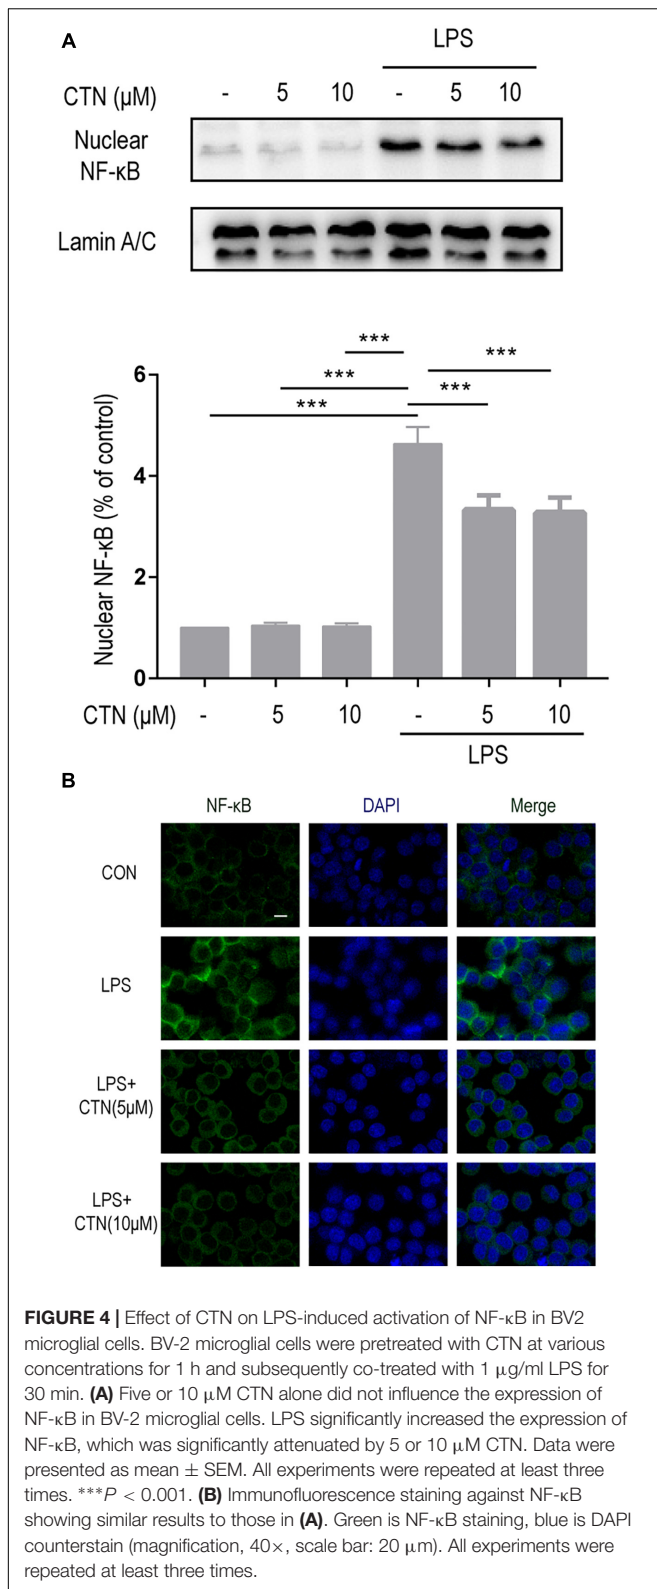 A
LPS
CTN (μM) - 5 10 - 5 10
Nuclear
NF-κB
Lamin A/C
*** *** *** *** ***
Nuclear NF-κB (% of control)
6
4
2
0
CTN (μM) - 5 10 - 5 10
LPS
B
NF-κB DAPI Merge
CON
LPS
LPS+
CTN(5μM)
LPS+
CTN(10μM)
FIGURE 4 | Effect of CTN on LPS-induced activation of NF-κB in BV2
microglial cells. BV-2 microglial cells were pretreated with CTN at various
concentrations for 1 h and subsequently co-treated with 1 μg/ml LPS for
30 min. (A) Five or 10 μM CTN alone did not influence the expression of
NF-κB in BV-2 microglial cells. LPS significantly increased the expression of
NF-κB, which was significantly attenuated by 5 or 10 μM CTN. Data were
presented as mean ± SEM. All experiments were repeated at least three
times. ***P < 0.001. (B) Immunofluorescence staining against NF-κB
showing similar results to those in (A). Green is NF-κB staining, blue is DAPI
counterstain (magnification, 40×, scale bar: 20 μm). All experiments were
repeated at least three times.